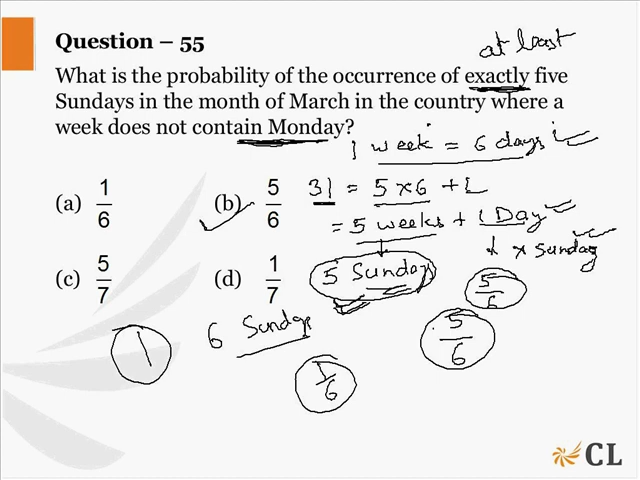 Question – 55
at least
What is the probability of the occurrence of exactly five
Sundays in the month of March in the country where a
week does not contain Monday?
1 week = 6 days
(a) 1/6
(b) 5/6
31 = 5 x 6 + 1
= 5 weeks + 1 Day
x Sunday
(c) 5/7
(d) 1/7
5 Sundays
5/6
6 Sundays
1
1/6
5/6
CL